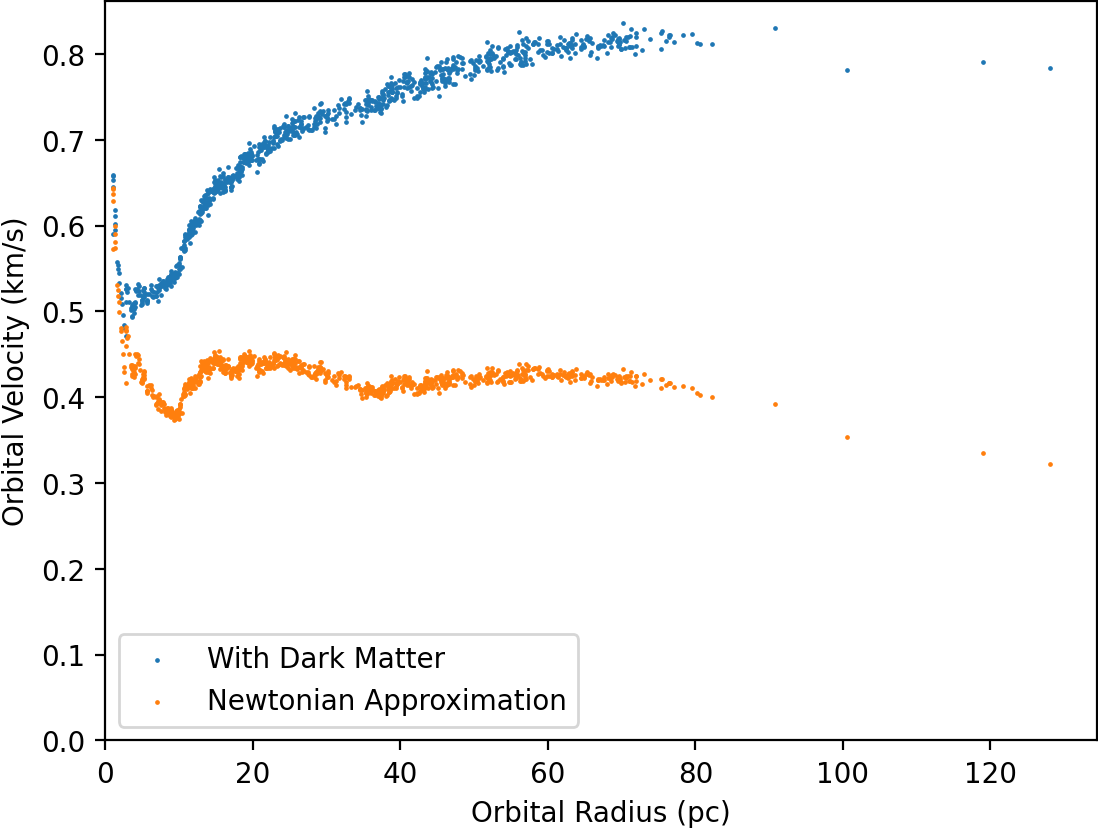 0.8
0.7
0.6
0.5
0.4
0.3
0.2
0.1
0.0
Orbital Velocity (km/s)
With Dark Matter
Newtonian Approximation
0 20 40 60 80 100 120
Orbital Radius (pc)